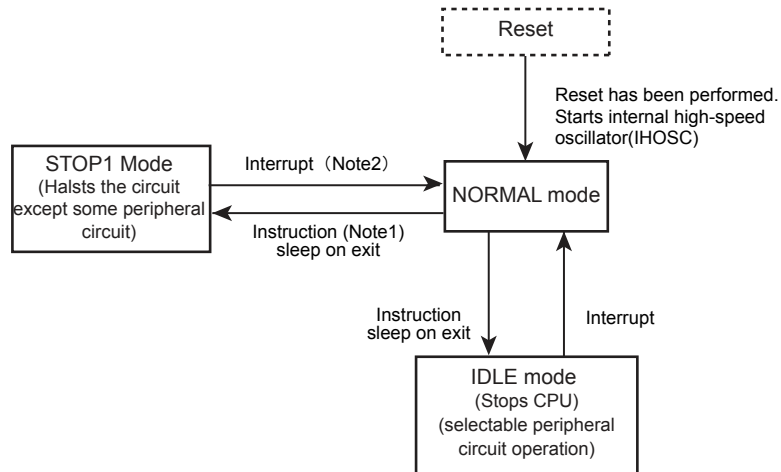 Reset
Reset has been performed.
Starts internal high-speed
oscillator(IHOSC)
STOP1 Mode
(Halsts the circuit
except some peripheral
circuit)
Interrupt（Note2）
NORMAL mode
Instruction (Note1)
sleep on exit
Instruction
sleep on exit
Interrupt
IDLE mode
(Stops CPU)
(selectable peripheral
circuit operation)